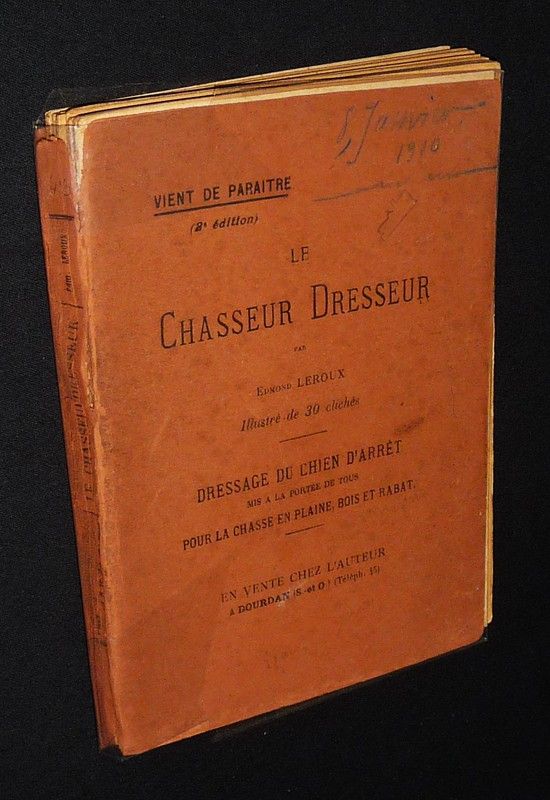 8 Janvier
1910
VIENT DE PARAITRE
(2e édition)
LE
CHASSEUR DRESSEUR
PAR
EDMOND LEROUX
Illustré de 30 clichés
DRESSAGE DU CHIEN D'ARRÊT
MIS A LA PORTÉE DE TOUS
POUR LA CHASSE EN PLAINE, BOIS ET RABAT.
EN VENTE CHEZ L'AUTEUR
A DOURDAN (S.-et O.) (Téléph. 15)
LE CHASSEUR DRESSEUR
LEROUX